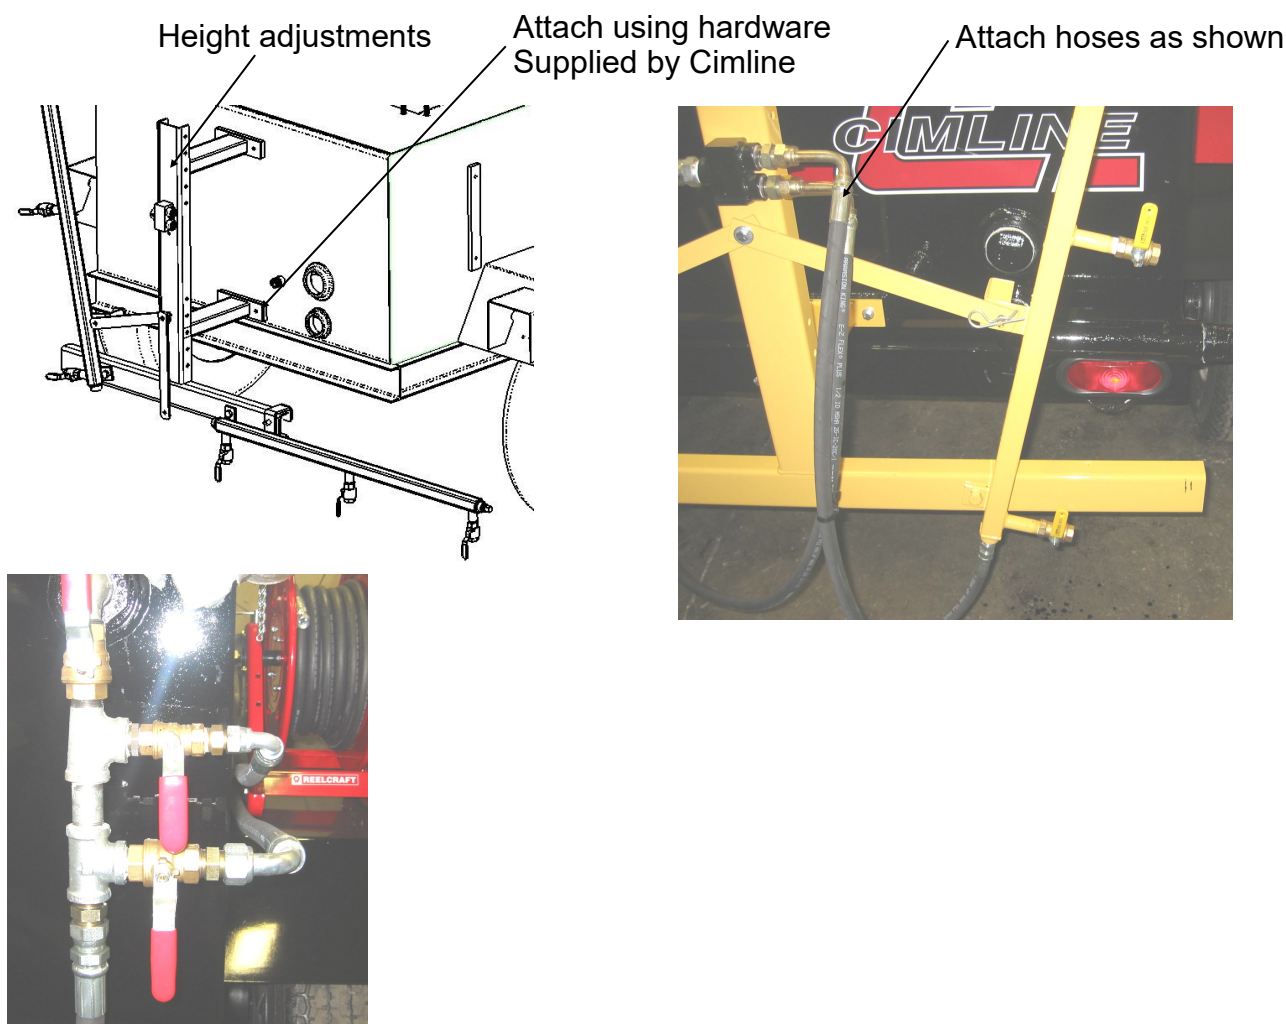 Height adjustments
Attach using hardware
Supplied by Cimline
Attach hoses as shown
CIMLINE
REELCRAFT